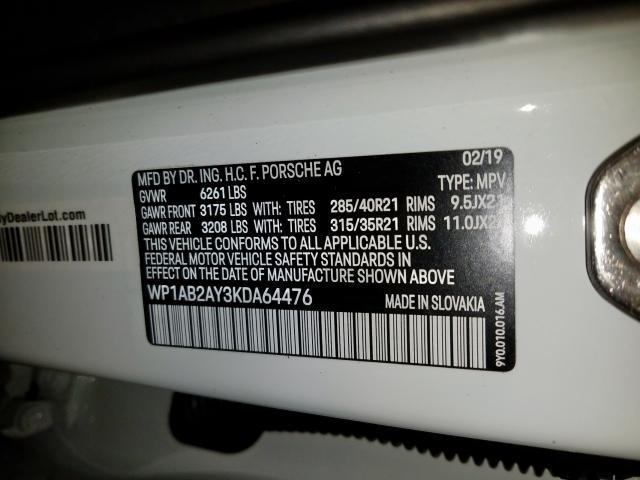 MFD BY DR. ING. H.C. F. PORSCHE AG 02/19
GVWR 6261 LBS TYPE: MPV
GAWR FRONT 3175 LBS WITH: TIRES 285/40R21 RIMS 9.5JX21
GAWR REAR 3208 LBS WITH: TIRES 315/35R21 RIMS 11.0JX21
THIS VEHICLE CONFORMS TO ALL APPLICABLE U.S.
FEDERAL MOTOR VEHICLE SAFETY STANDARDS IN
EFFECT ON THE DATE OF MANUFACTURE SHOWN ABOVE
WP1AB2AY3KDA64476 MADE IN SLOVAKIA
9Y0.010.016.AM
yDealerLot.com